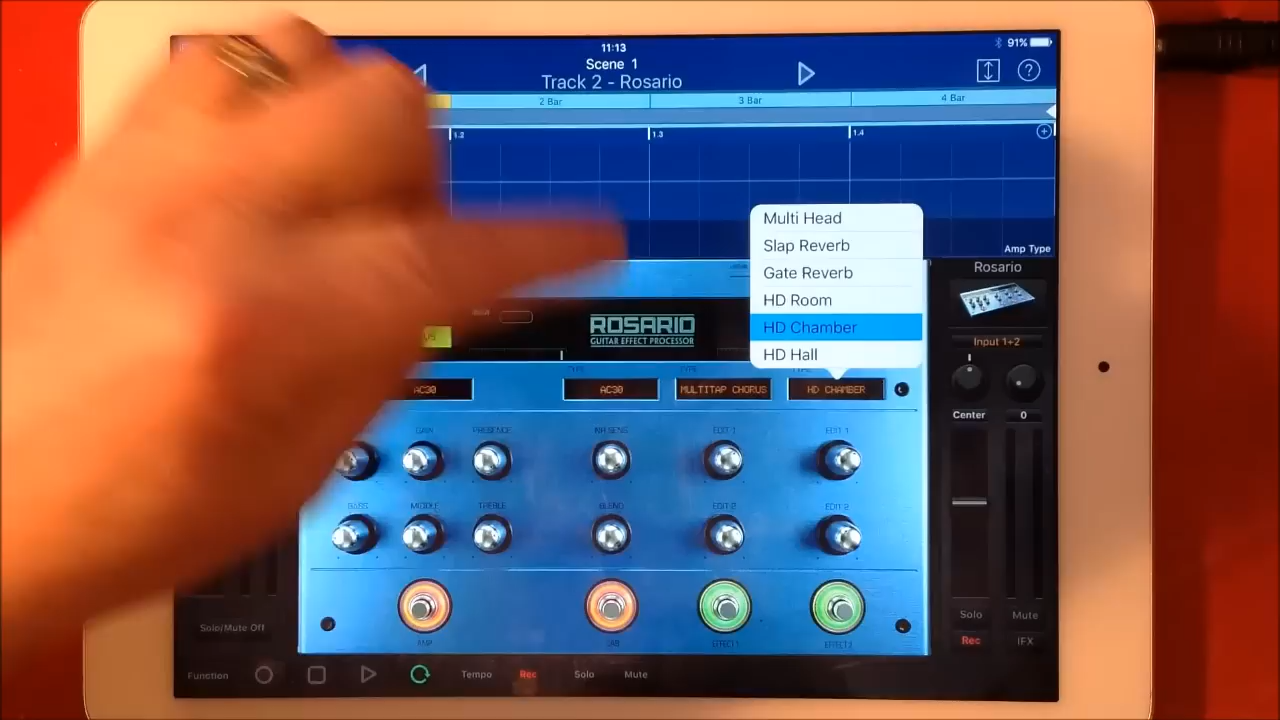 11:13
91%
Scene 1
Track 2 - Rosario
2 Bar
3 Bar
4 Bar
1.2
1.3
1.4
Amp Type
Multi Head
Slap Reverb
Gate Reverb
HD Room
HD Chamber
HD Hall
Rosario
Input 1+2
Center
0
ROSARIO
GUITAR EFFECT PROCESSOR
AC30
AC30
MULTITAP CHORUS
HD CHAMBER
GAIN
PRESENCE
NR SENS
EDIT 1
EDIT 1
BASS
MIDDLE
TREBLE
BLEND
EDIT 2
EDIT 2
AMP
CAB
EFFECT 1
EFFECT 2
Solo
Mute
Rec
IFX
Solo/Mute Off
Function
Tempo
Rec
Solo
Mute